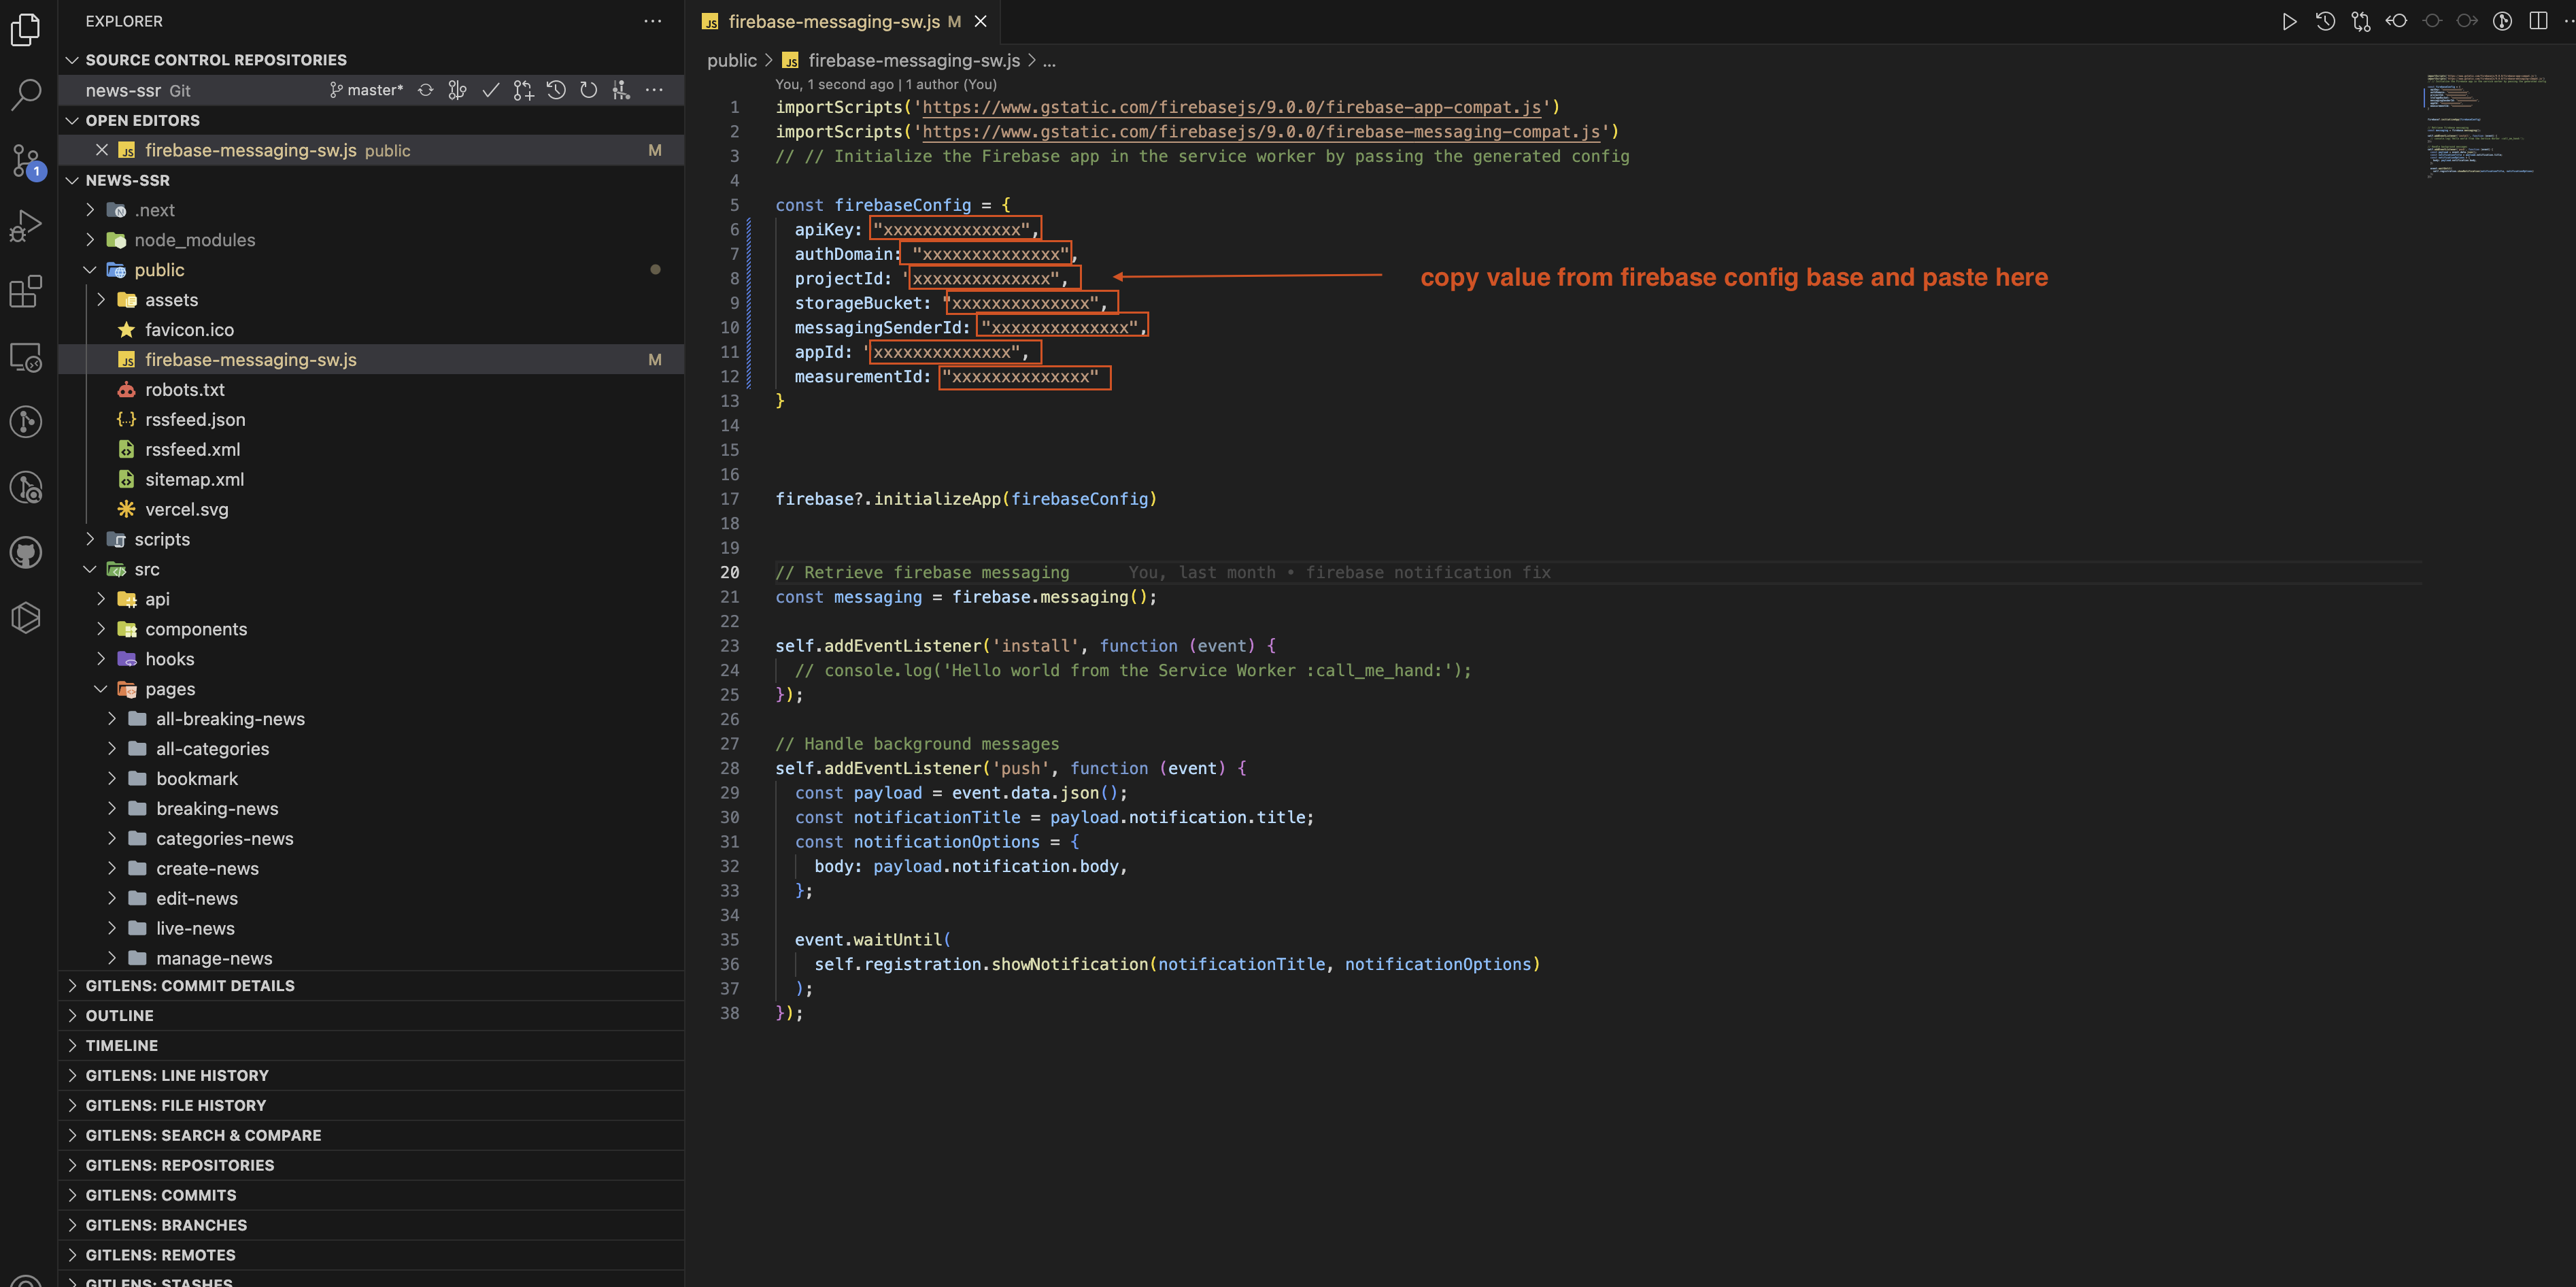 EXPLORER
SOURCE CONTROL REPOSITORIES
news-ssr Git master*
OPEN EDITORS
firebase-messaging-sw.js public M
NEWS-SSR
.next
node_modules
public
assets
favicon.ico
firebase-messaging-sw.js M
robots.txt
rssfeed.json
rssfeed.xml
sitemap.xml
vercel.svg
scripts
src
api
components
hooks
pages
all-breaking-news
all-categories
bookmark
breaking-news
categories-news
create-news
edit-news
live-news
manage-news
GITLENS: COMMIT DETAILS
OUTLINE
TIMELINE
GITLENS: LINE HISTORY
GITLENS: FILE HISTORY
GITLENS: SEARCH & COMPARE
GITLENS: REPOSITORIES
GITLENS: COMMITS
GITLENS: BRANCHES
GITLENS: REMOTES
GITLENS: STASHES
1
JS firebase-messaging-sw.js M
public > JS firebase-messaging-sw.js > ...
You, 1 second ago | 1 author (You)
1 importScripts('https://www.gstatic.com/firebasejs/9.0.0/firebase-app-compat.js')
2 importScripts('https://www.gstatic.com/firebasejs/9.0.0/firebase-messaging-compat.js')
3 // // Initialize the Firebase app in the service worker by passing the generated config
4
5 const firebaseConfig = {
6 apiKey: "xxxxxxxxxxxxxx",
7 authDomain: "xxxxxxxxxxxxxx",
8 projectId: "xxxxxxxxxxxxxx",
9 storageBucket: "xxxxxxxxxxxxxx",
10 messagingSenderId: "xxxxxxxxxxxxxx",
11 appId: "xxxxxxxxxxxxxx",
12 measurementId: "xxxxxxxxxxxxxx"
13 }
14
15
16
17 firebase?.initializeApp(firebaseConfig)
18
19
20 // Retrieve firebase messaging You, last month • firebase notification fix
21 const messaging = firebase.messaging();
22
23 self.addEventListener('install', function (event) {
24 // console.log('Hello world from the Service Worker :call_me_hand:');
25 });
26
27 // Handle background messages
28 self.addEventListener('push', function (event) {
29 const payload = event.data.json();
30 const notificationTitle = payload.notification.title;
31 const notificationOptions = {
32 body: payload.notification.body,
33 };
34
35 event.waitUntil(
36 self.registration.showNotification(notificationTitle, notificationOptions)
37 );
38 });
copy value from firebase config base and paste here